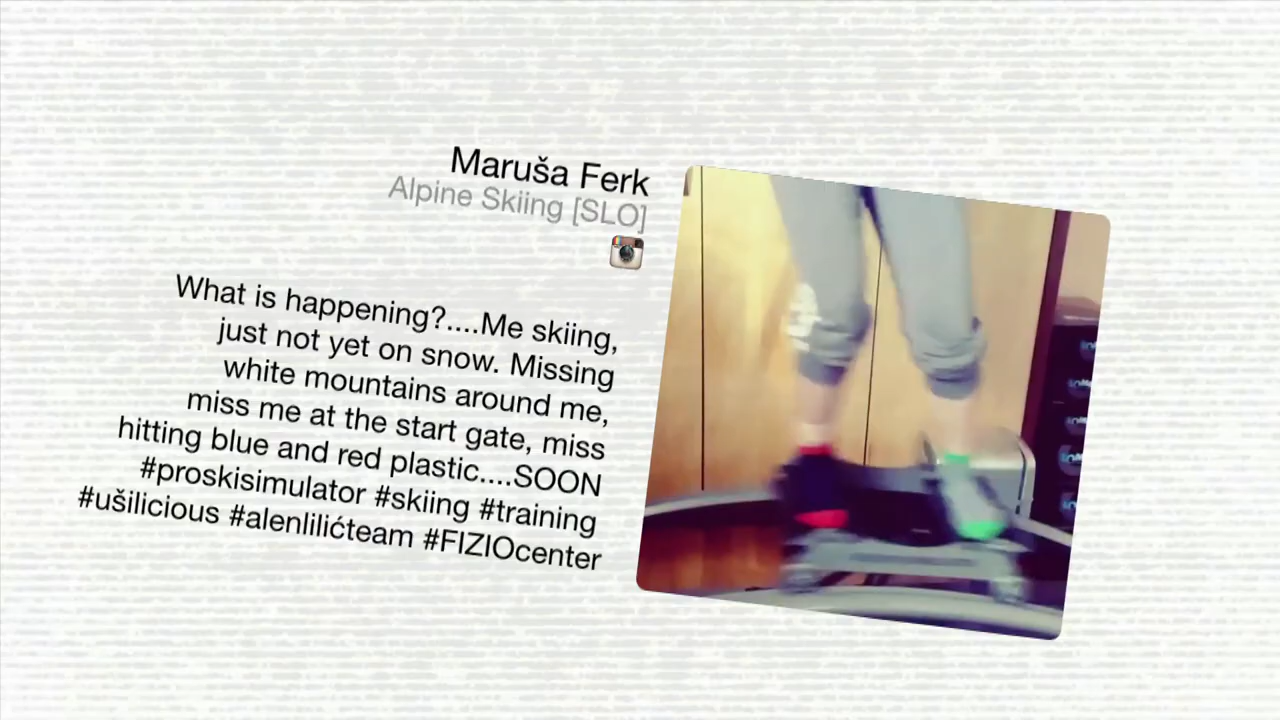 Maruša Ferk
Alpine Skiing [SLO]
What is happening?....Me skiing,
just not yet on snow. Missing
white mountains around me,
miss me at the start gate, miss
hitting blue and red plastic....SOON
#proskisimulator #skiing #training
#ušilicious #alenlilićteam #FIZIOcenter